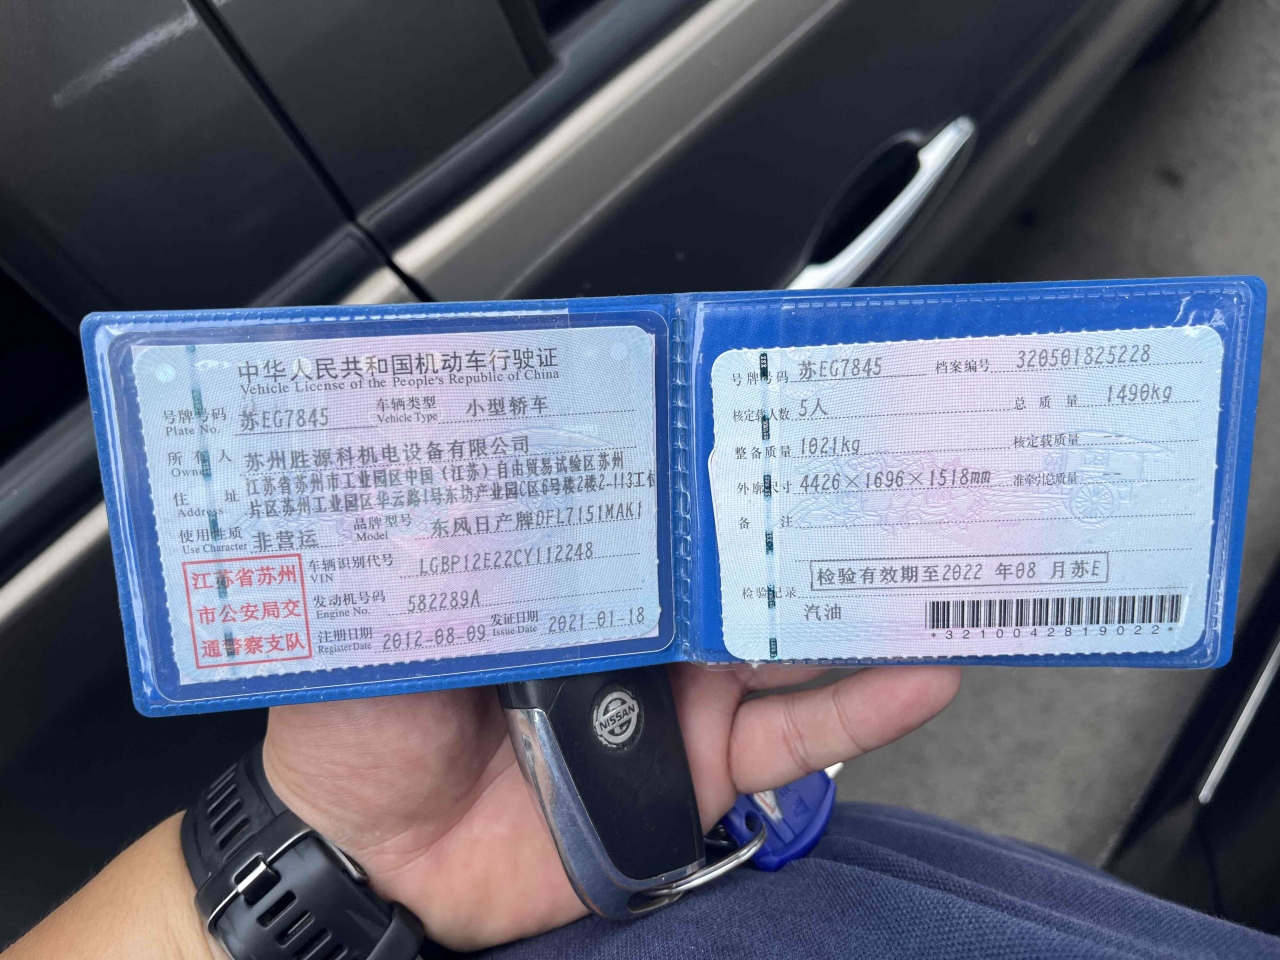 中华人民共和国机动车行驶证
Vehicle License of the People's Republic of China
号牌号码 Plate No. 苏EG7845 车辆类型 Vehicle Type 小型轿车
所有人 Owner 苏州胜源科机电设备有限公司
住址 Address 江苏省苏州市工业园区中国（江苏）自由贸易试验区苏州
片区苏州工业园区华云路1号东坊产业园C区6号楼2楼2-113工位
使用性质 Use Character 非营运 品牌型号 Model 东风日产牌DFL7151MAK1
江苏省苏州
市公安局交
通警察支队
车辆识别代号 VIN LGBP12E22CY112248
发动机号码 Engine No. 582289A
注册日期 Register Date 2012-08-09 发证日期 Issue Date 2021-01-18
号牌号码 苏EG7845 档案编号 320501825228
核定载人数 5人 总质量 1490kg
整备质量 1021kg 核定载质量 --
外廓尺寸 4426×1696×1518mm 准牵引总质量 --
备注
检验有效期至2022 年08 月苏E
检验记录
汽油
*3210042819022*
NISSAN